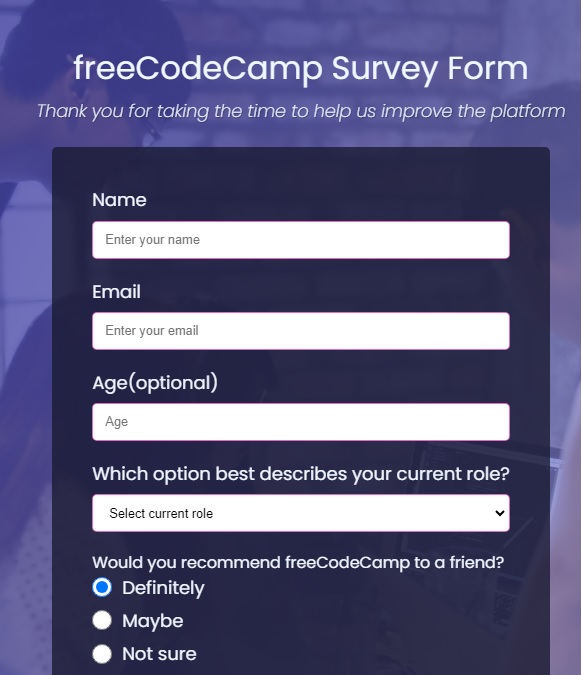 freeCodeCamp Survey Form
Thank you for taking the time to help us improve the platform
Name
Enter your name
Email
Enter your email
Age(optional)
Age
Which option best describes your current role?
Select current role
Would you recommend freeCodeCamp to a friend?
Definitely
Maybe
Not sure